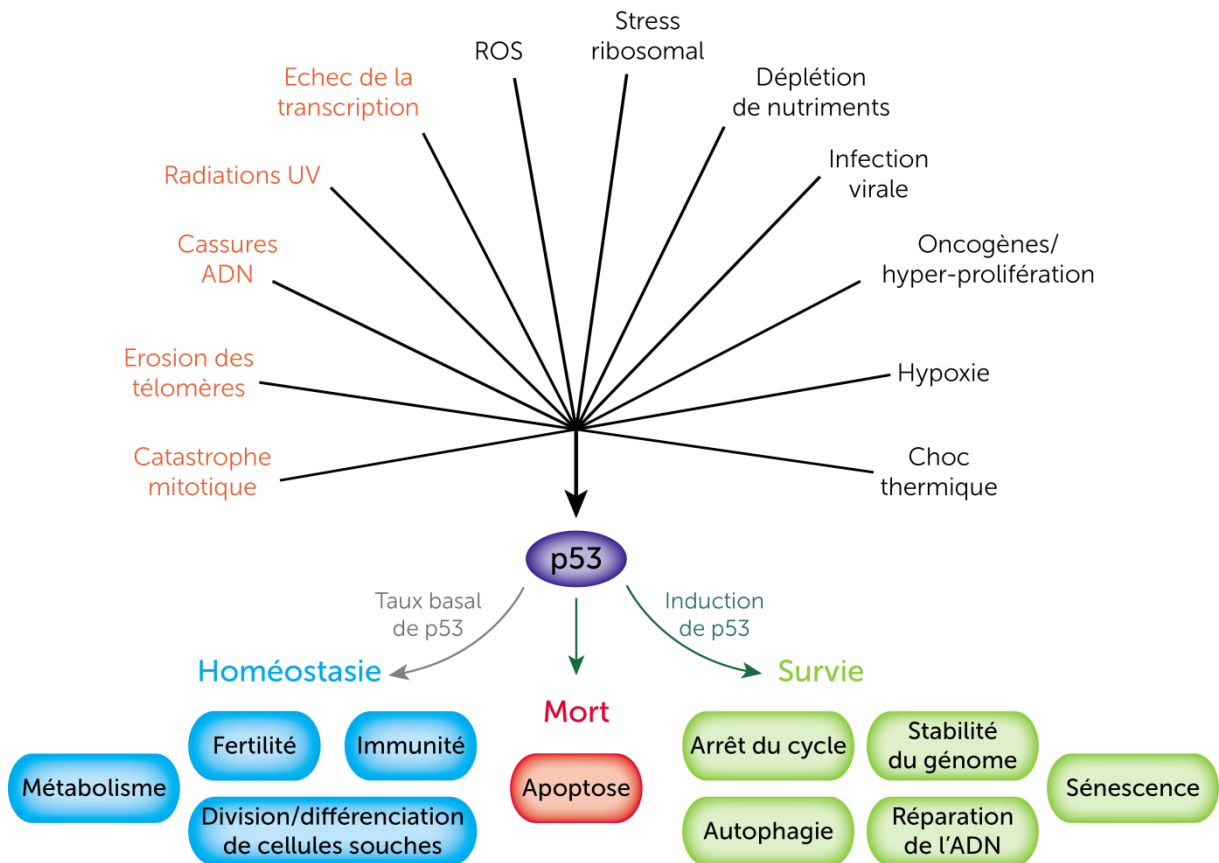 Stress
ribosomal
ROS
Echec de la
transcription
Déplétion
de nutriments
Radiations UV
Infection
virale
Cassures
ADN
Oncogènes/
hyper-prolifération
Erosion des
télomères
Hypoxie
Catastrophe
mitotique
Choc
thermique
p53
Taux basal
de p53
Induction
de p53
Homéostasie
Mort
Survie
Fertilité
Immunité
Métabolisme
Division/différenciation
de cellules souches
Apoptose
Arrêt du cycle
Stabilité
du génome
Sénescence
Autophagie
Réparation
de l'ADN